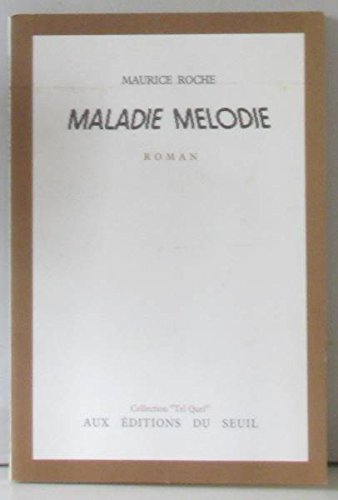 MAURICE ROCHE
MALADIE MELODIE
ROMAN
Collection "Tel Quel"
AUX ÉDITIONS DU SEUIL